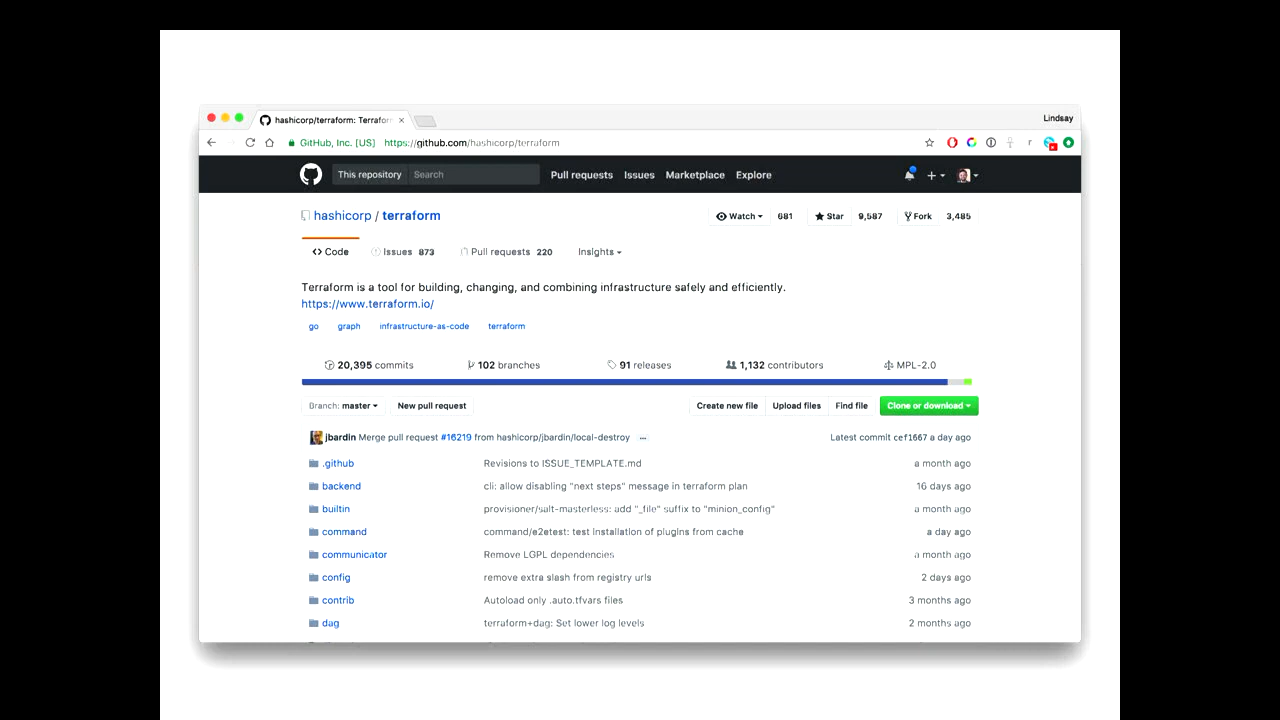 hashicorp/terraform: Terraform
Lindsay
GitHub, Inc. [US] https://github.com/hashicorp/terraform
This repository Search Pull requests Issues Marketplace Explore
hashicorp / terraform Watch 681 Star 9,587 Fork 3,485
Code Issues 873 Pull requests 220 Insights
Terraform is a tool for building, changing, and combining infrastructure safely and efficiently.
https://www.terraform.io/
go graph infrastructure-as-code terraform
20,395 commits 102 branches 91 releases 1,132 contributors MPL-2.0
Branch: master New pull request Create new file Upload files Find file Clone or download
jbardin Merge pull request #16219 from hashicorp/jbardin/local-destroy ... Latest commit cef1667 a day ago
.github Revisions to ISSUE_TEMPLATE.md a month ago
backend cli: allow disabling "next steps" message in terraform plan 16 days ago
builtin provisioner/salt-masterless: add "_file" suffix to "minion_config" a month ago
command command/e2etest: test installation of plugins from cache a day ago
communicator Remove LGPL dependencies a month ago
config remove extra slash from registry urls 2 days ago
contrib Autoload only .auto.tfvars files 3 months ago
dag terraform+dag: Set lower log levels 2 months ago